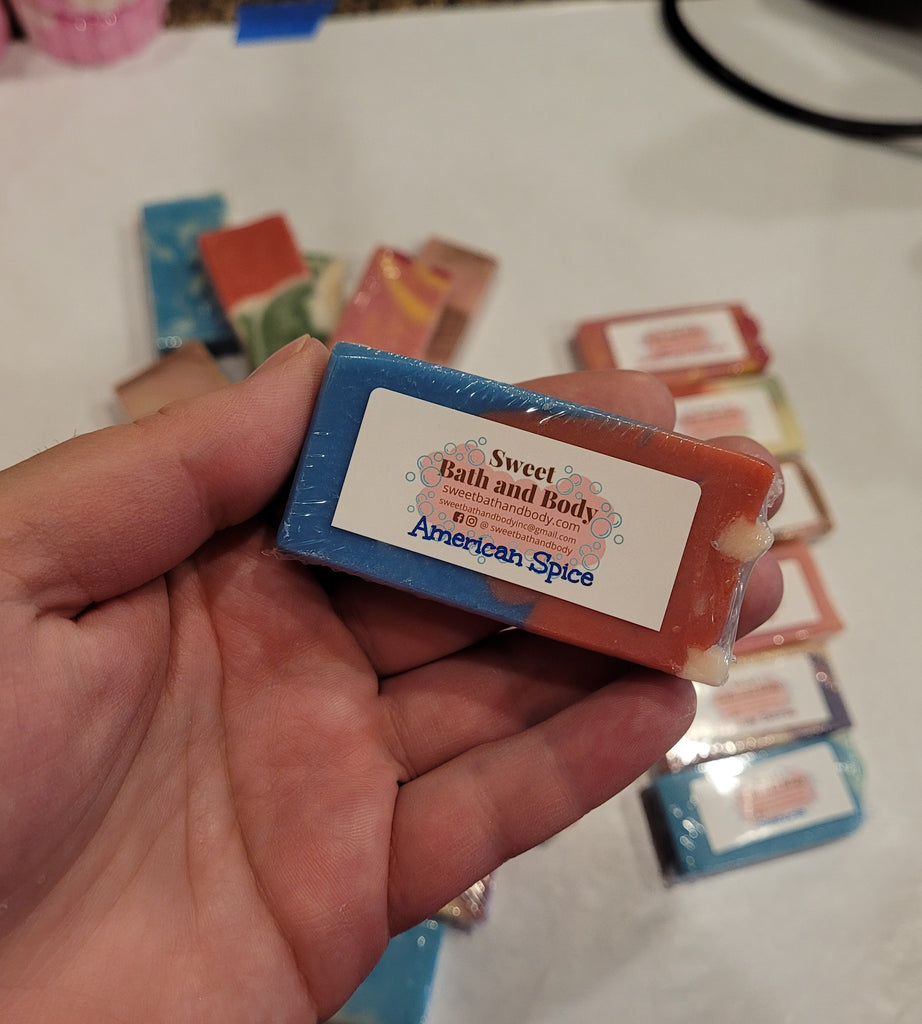 Sweet
Bath and Body
sweetbathandbody.com
sweetbathandbodyinc@gmail.com
@ sweetbathandbody
American Spice